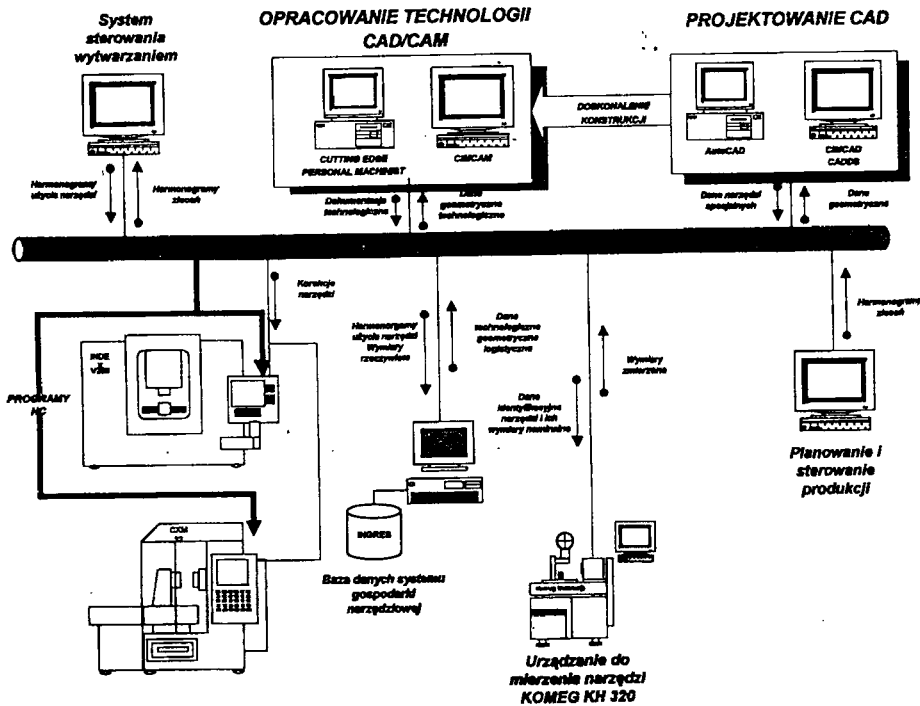 System
sterowania
wytwarzaniem
OPRACOWANIE TECHNOLOGII
CAD/CAM
PROJEKTOWANIE CAD
CUTTING EDGE
PERSONAL MACHINIST
CIMCAM
DOSKONALENIE
KONSTRUKCJI
AutoCAD
CIMCAD
CADDS
Harmonogramy
użycia narzędzi
Harmonogramy
zleceń
Dokumentacja
technologiczna
Dane
geometryczne
technologiczne
Dane narzędzi
specjalnych
Dane
geometryczne
Korekcje
narzędzi
Harmonogramy
użycia narzędzi
Wymiary
rzeczywiste
Dane
technologiczne
geometryczne
logistyczne
Wymiary
zmierzone
Harmonogramy
zleceń
Dane
identyfikacyjne
narzędzi i ich
wymiary nominalne
PROGRAMY
NC
Planowanie i
sterowanie
produkcji
CXM
INGRES
Baza danych systemu
gospodarki
narzędziowej
Urządzanie do
mierzenia narzędzi
KOMEG KH 320